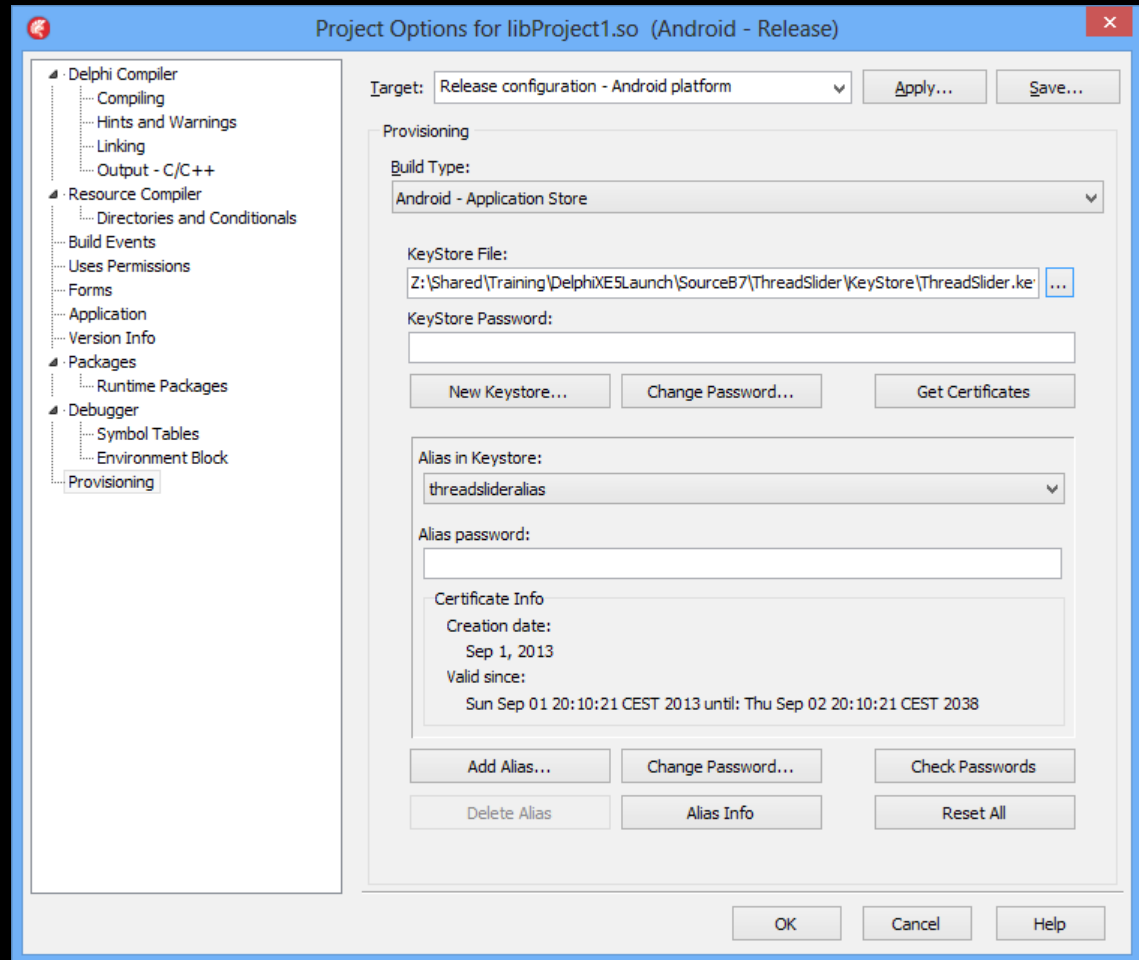 Project Options for libProject1.so (Android - Release)
Delphi Compiler
Compiling
Hints and Warnings
Linking
Output - C/C++
Resource Compiler
Directories and Conditionals
Build Events
Uses Permissions
Forms
Application
Version Info
Packages
Runtime Packages
Debugger
Symbol Tables
Environment Block
Provisioning
Target: Release configuration - Android platform Apply... Save...
Provisioning
Build Type:
Android - Application Store
KeyStore File:
Z:\Shared\Training\DelphiXE5Launch\SourceB7\ThreadSlider\KeyStore\ThreadSlider.ke ...
KeyStore Password:
New Keystore... Change Password... Get Certificates
Alias in Keystore:
threadslideralias
Alias password:
Certificate Info
Creation date:
Sep 1, 2013
Valid since:
Sun Sep 01 20:10:21 CEST 2013 until: Thu Sep 02 20:10:21 CEST 2038
Add Alias... Change Password... Check Passwords
Delete Alias Alias Info Reset All
OK Cancel Help